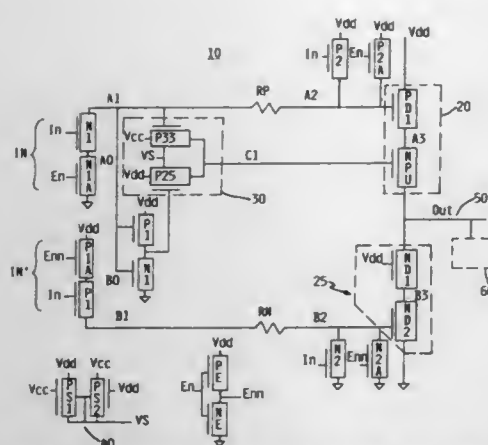 Vdd Vdd
10 In P2 En P2A Vdd
A1 RP A2 20
IN In N1 Vcc P33 PD1
A0 VS C1 A3
En N1A Vdd P25 NPU
Vdd 30 Out 50
P1
Vdd N1 Vdd ND1 60
IN' Enn P1A B0 25 B3
In P1 ND2
B1 RN B2
Vdd In N2 Enn N2A
Vdd Vcc PE
Vcc PS1 PS2 Vdd En Enn
VS NE
80